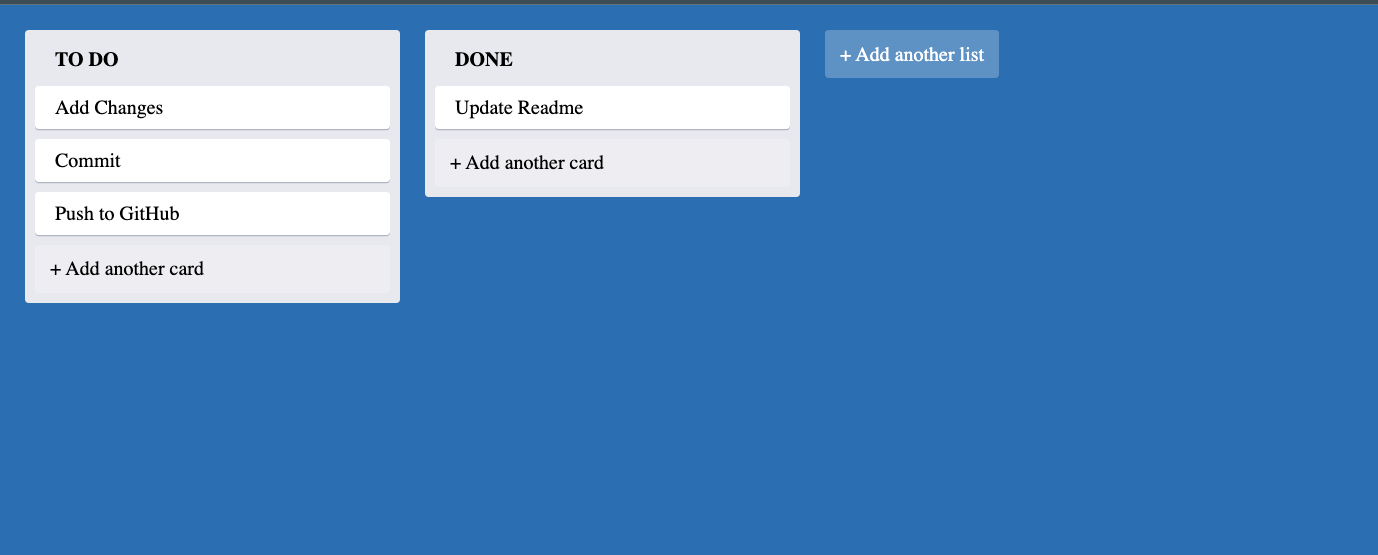 TO DO
Add Changes
Commit
Push to GitHub
+ Add another card
DONE
Update Readme
+ Add another card
+ Add another list